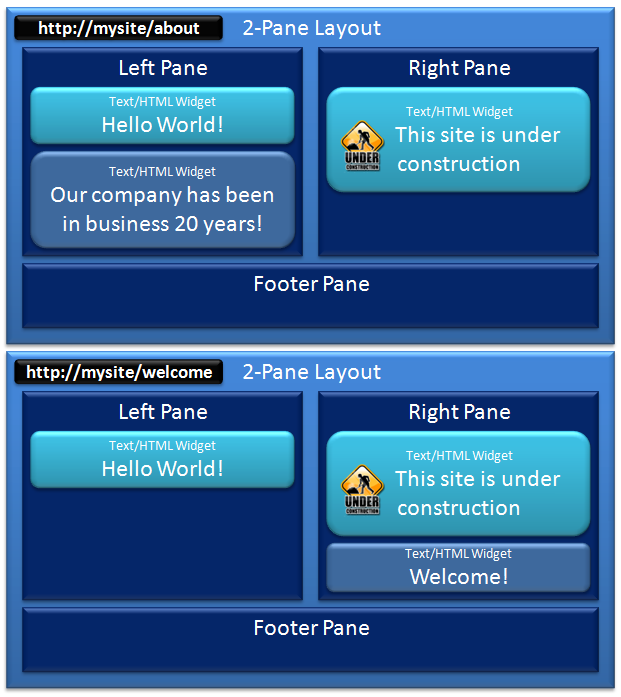 http://mysite/about
2-Pane Layout
Left Pane
Text/HTML Widget
Hello World!
Text/HTML Widget
Our company has been
in business 20 years!
Right Pane
Text/HTML Widget
This site is under
construction
UNDER
CONSTRUCTION
Footer Pane
http://mysite/welcome
2-Pane Layout
Left Pane
Text/HTML Widget
Hello World!
Right Pane
Text/HTML Widget
This site is under
construction
UNDER
CONSTRUCTION
Text/HTML Widget
Welcome!
Footer Pane